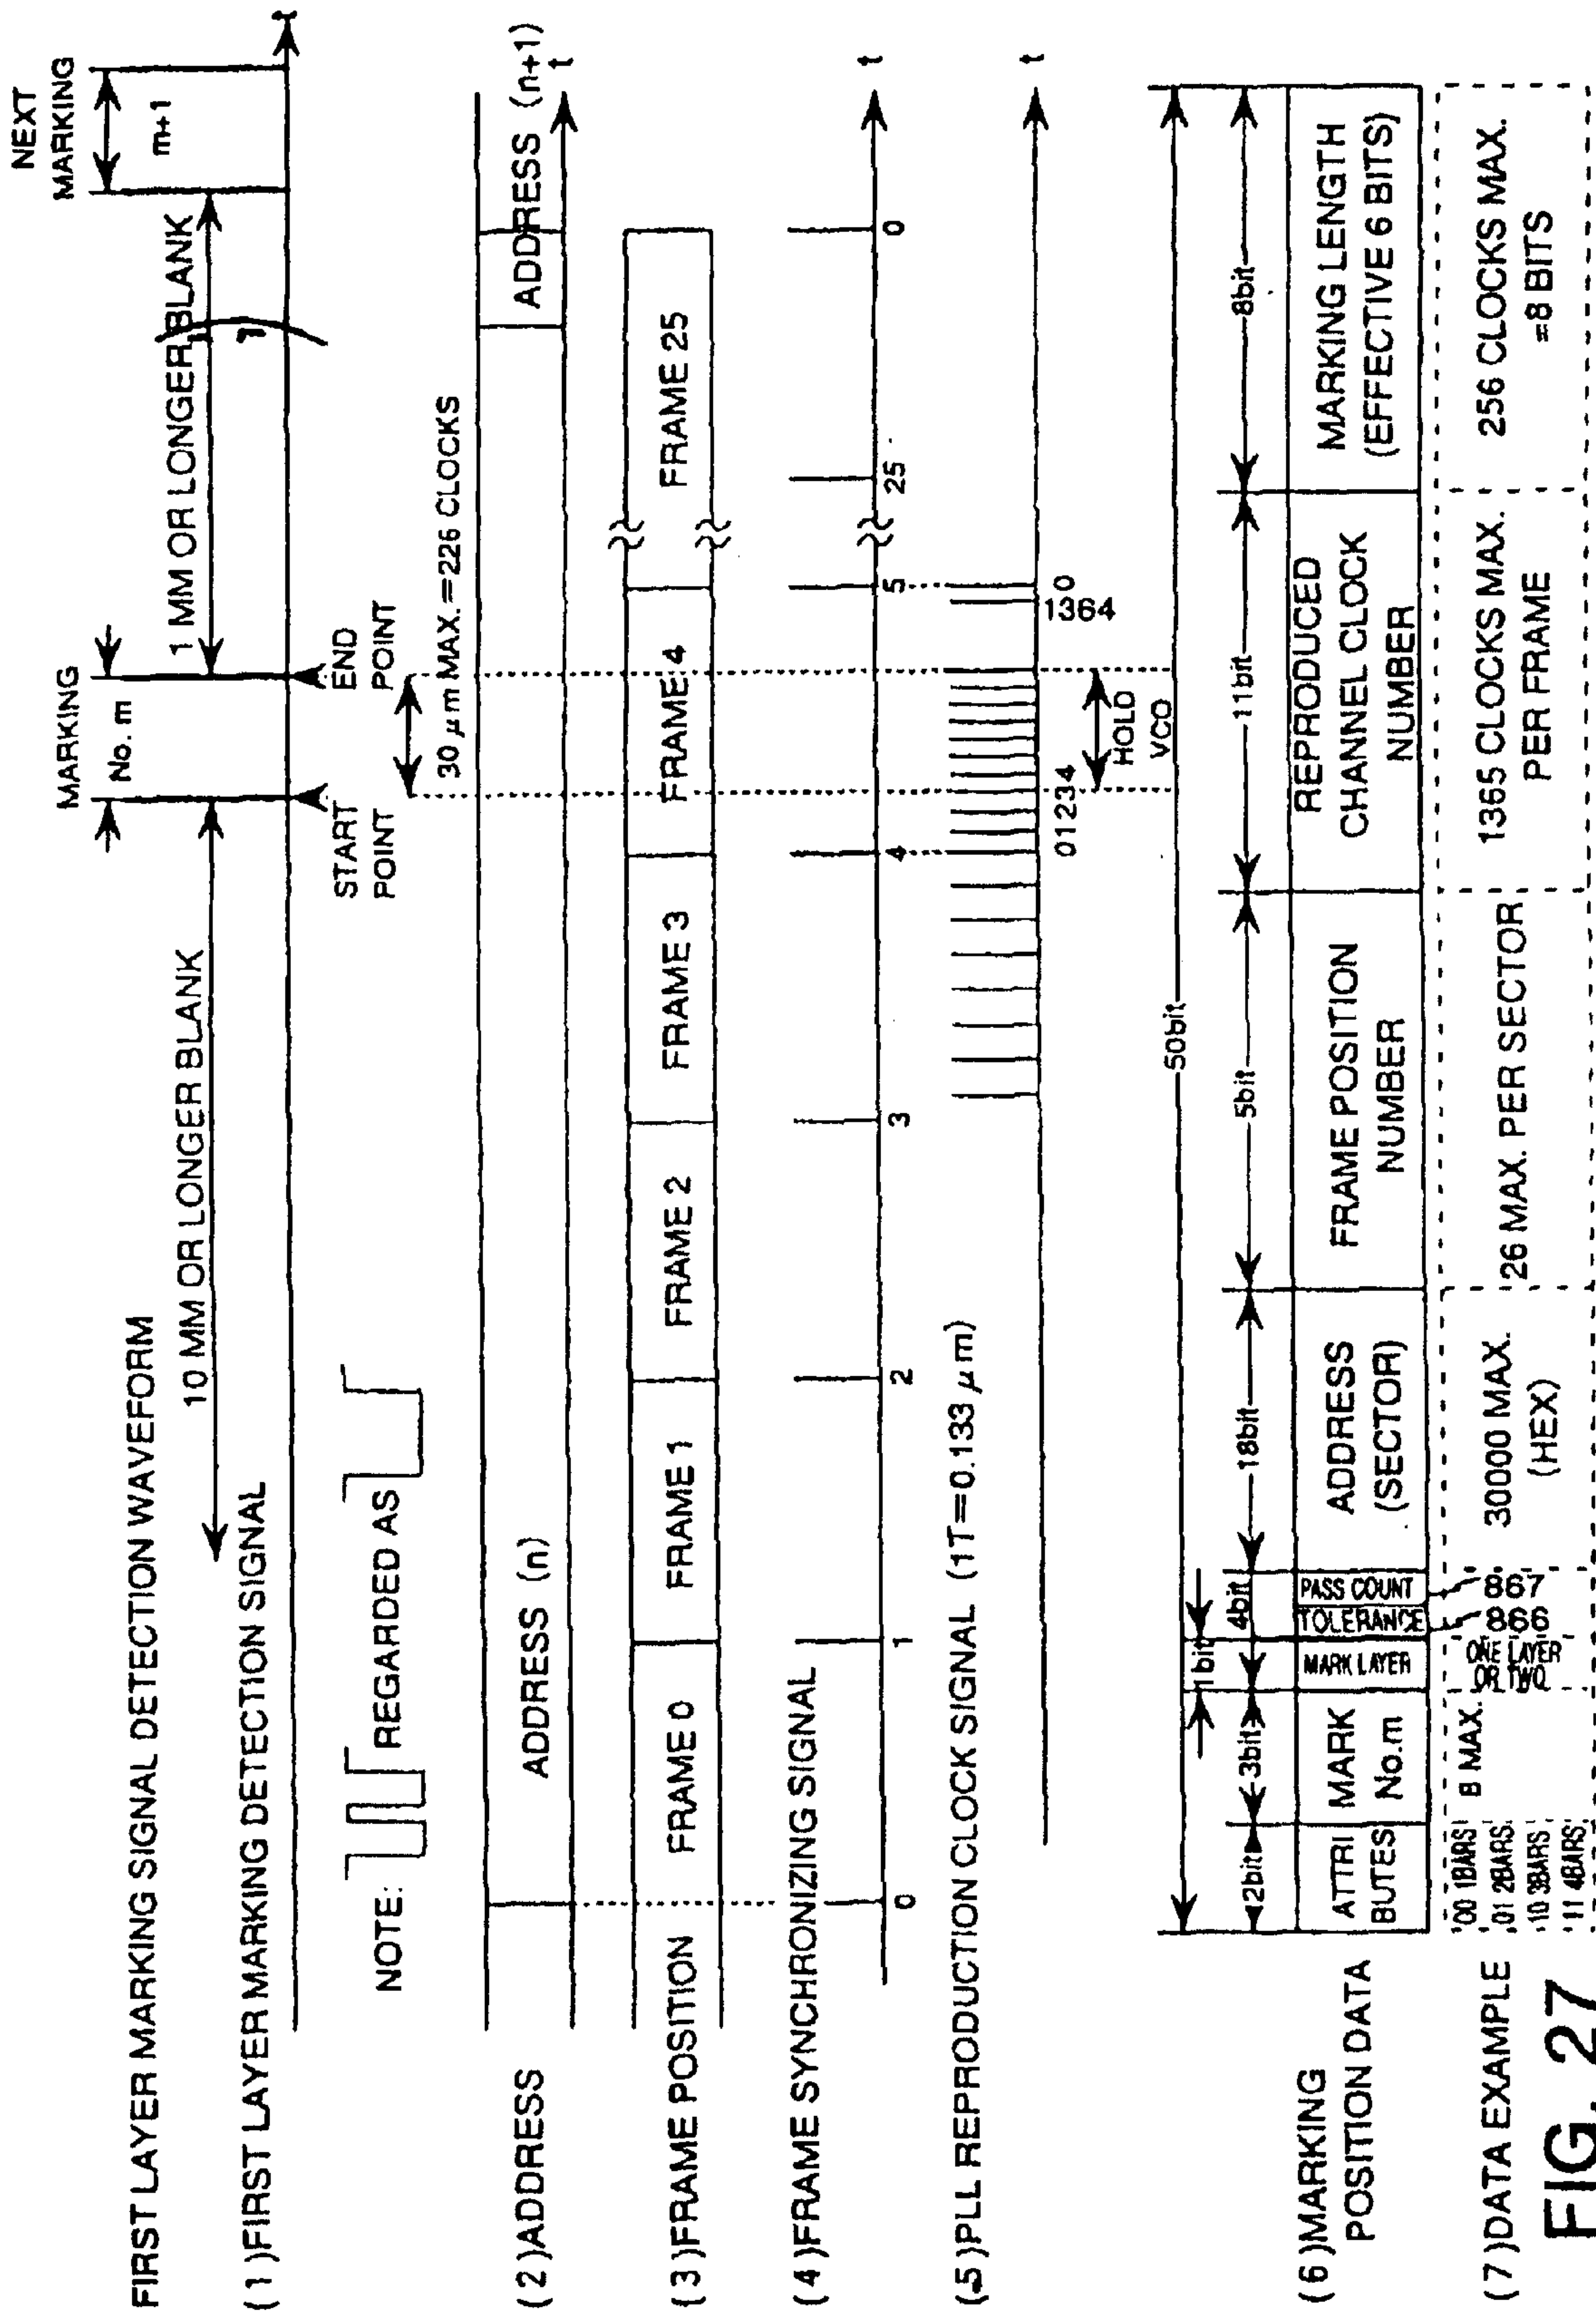 FIRST LAYER MARKING SIGNAL DETECTION WAVEFORM
MARKING
No. m
NEXT
MARKING
m+1
10 MM OR LONGER BLANK
1 MM OR LONGER BLANK
(1)FIRST LAYER MARKING DETECTION SIGNAL
t
START
POINT
END
POINT
NOTE:
REGARDED AS
30 μm MAX.=226 CLOCKS
(2)ADDRESS
ADDRESS (n)
ADDRESS (n+1)
t
(3)FRAME POSITION
FRAME 0
FRAME 1
FRAME 2
FRAME 3
FRAME 4
FRAME 25
(4)FRAME SYNCHRONIZING SIGNAL
t
0 1 2 3 4 5 25 0
(5)PLL REPRODUCTION CLOCK SIGNAL (1T=0.133 μm)
t
01234
1364
0
HOLD
VCO
50bit
2bit
3bit
1bit
4bit
18bit
5bit
11bit
8bit
(6)MARKING
POSITION DATA
ATTRI
BUTES
MARK
No.m
MARK LAYER
TOLERANCE
PASS COUNT
ADDRESS
(SECTOR)
FRAME POSITION
NUMBER
REPRODUCED
CHANNEL CLOCK
NUMBER
MARKING LENGTH
(EFFECTIVE 6 BITS)
(7)DATA EXAMPLE
00 1BARS
01 2BARS
10 3BARS
11 4BARS
8 MAX.
ONE LAYER
OR TWO
866
867
30000 MAX.
(HEX)
26 MAX. PER SECTOR
1365 CLOCKS MAX.
PER FRAME
256 CLOCKS MAX.
=8 BITS
FIG. 27